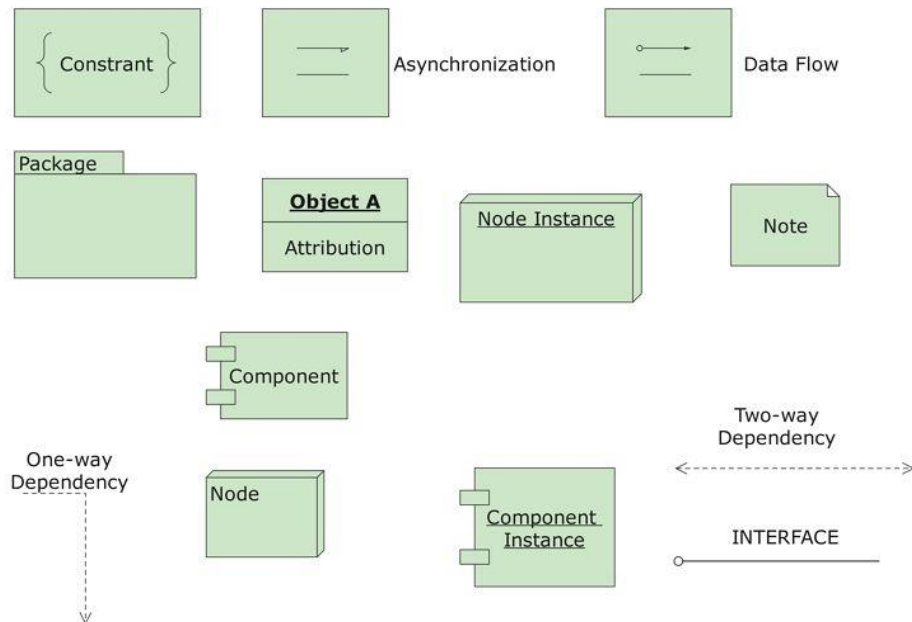 Constrant
Asynchronization
Data Flow
Package
Object A
Attribution
Node Instance
Note
Component
Two-way
Dependency
One-way
Dependency
Node
Component
Instance
INTERFACE